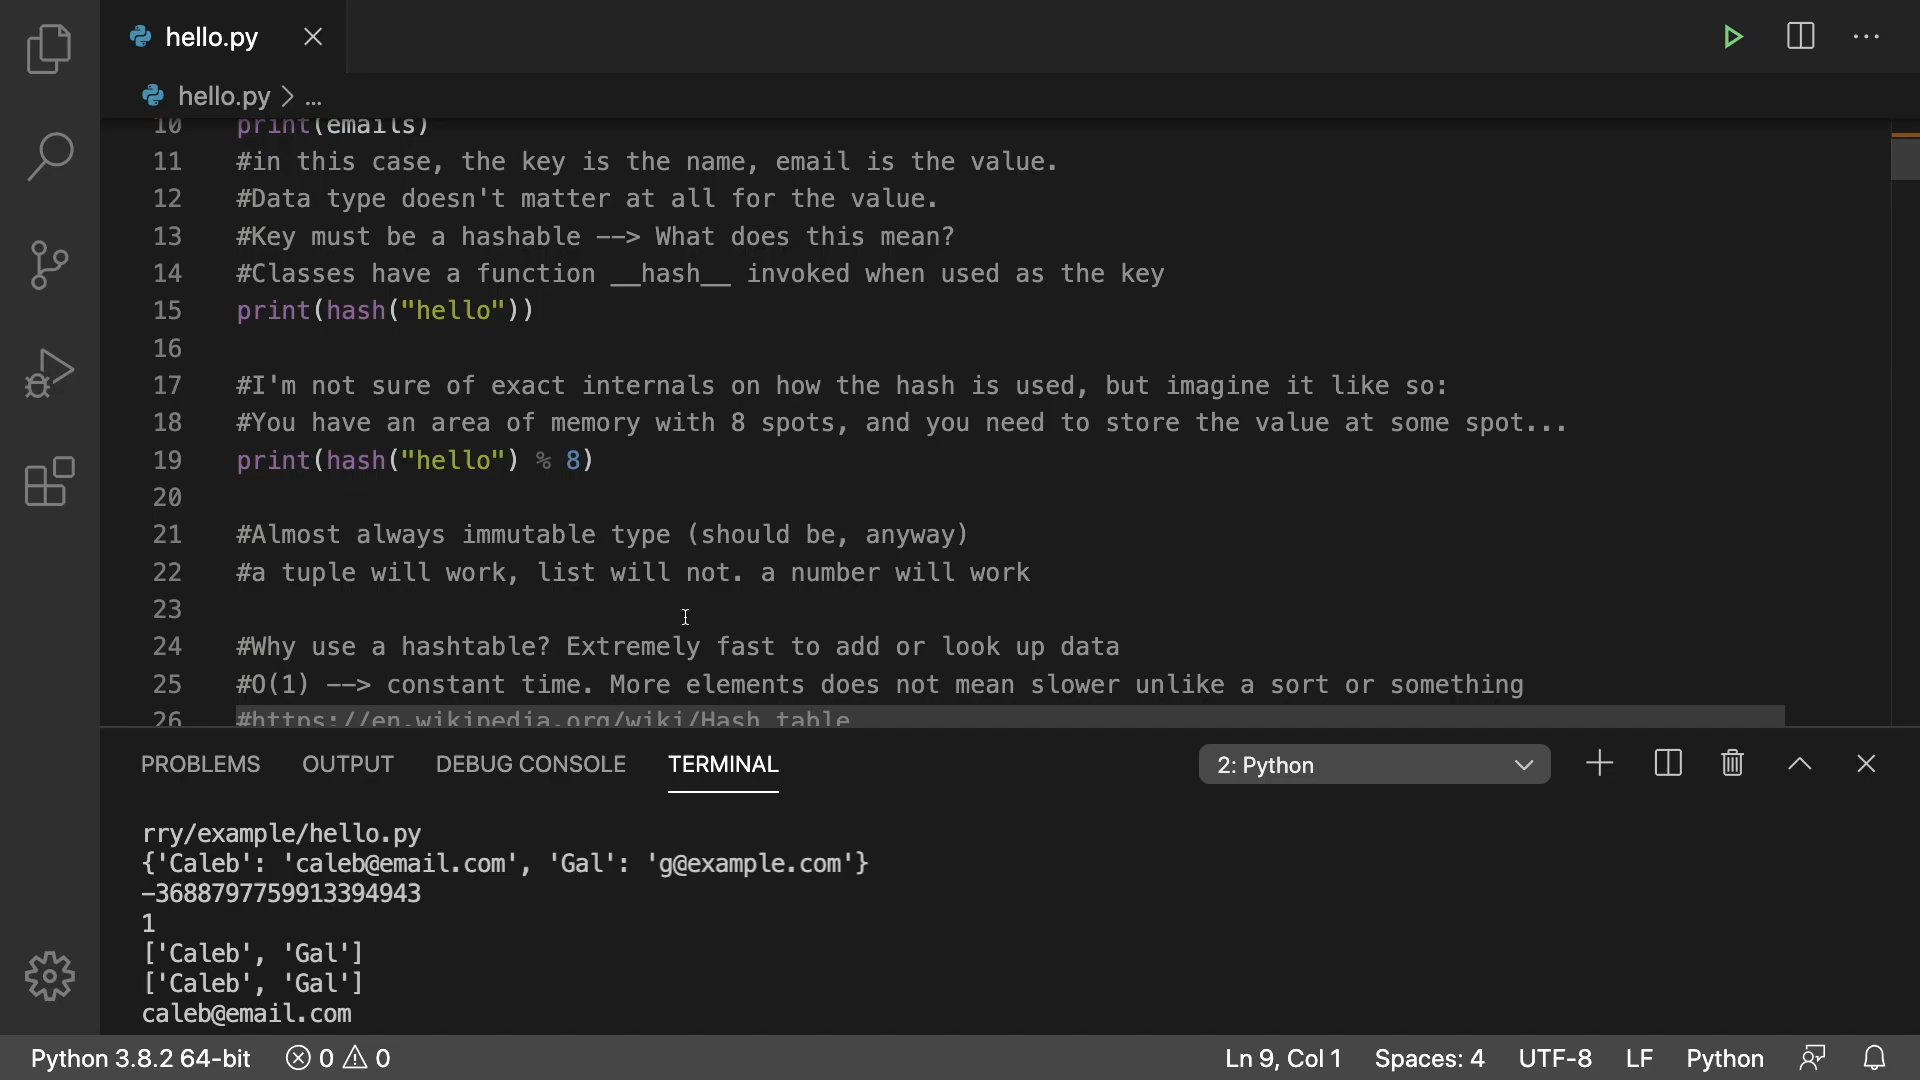 hello.py
hello.py > ...
10 print(emails)
11 #in this case, the key is the name, email is the value.
12 #Data type doesn't matter at all for the value.
13 #Key must be a hashable --> What does this mean?
14 #Classes have a function __hash__ invoked when used as the key
15 print(hash("hello"))
16
17 #I'm not sure of exact internals on how the hash is used, but imagine it like so:
18 #You have an area of memory with 8 spots, and you need to store the value at some spot...
19 print(hash("hello") % 8)
20
21 #Almost always immutable type (should be, anyway)
22 #a tuple will work, list will not. a number will work
23
24 #Why use a hashtable? Extremely fast to add or look up data
25 #O(1) --> constant time. More elements does not mean slower unlike a sort or something
26 #https://en.wikipedia.org/wiki/Hash_table
PROBLEMS OUTPUT DEBUG CONSOLE TERMINAL 2: Python
rry/example/hello.py
{'Caleb': 'caleb@email.com', 'Gal': 'g@example.com'}
-3688797759913394943
1
['Caleb', 'Gal']
['Caleb', 'Gal']
caleb@email.com
Python 3.8.2 64-bit 0 0 Ln 9, Col 1 Spaces: 4 UTF-8 LF Python